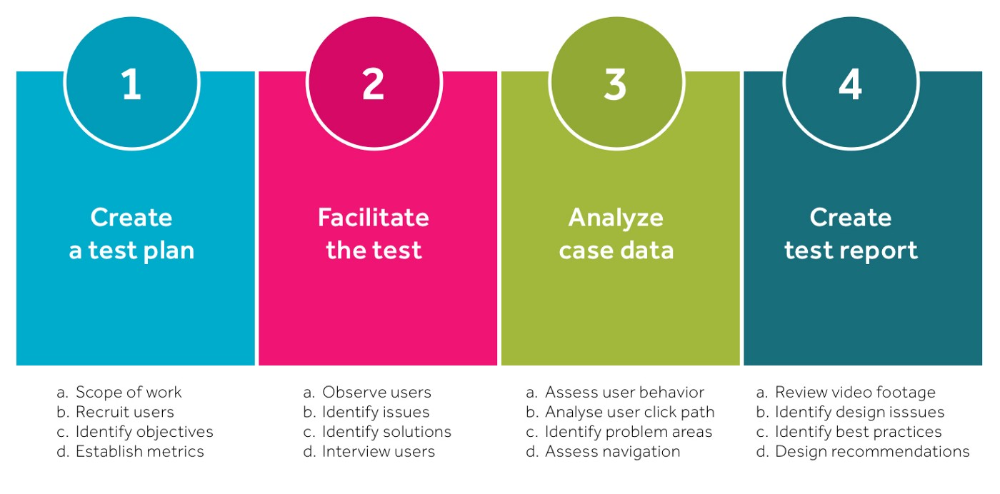 1
Create
a test plan
a. Scope of work
b. Recruit users
c. Identify objectives
d. Establish metrics
2
Facilitate
the test
a. Observe users
b. Identify issues
c. Identify solutions
d. Interview users
3
Analyze
case data
a. Assess user behavior
b. Analyse user click path
c. Identify problem areas
d. Assess navigation
4
Create
test report
a. Review video footage
b. Identify design isssues
c. Identify best practices
d. Design recommendations